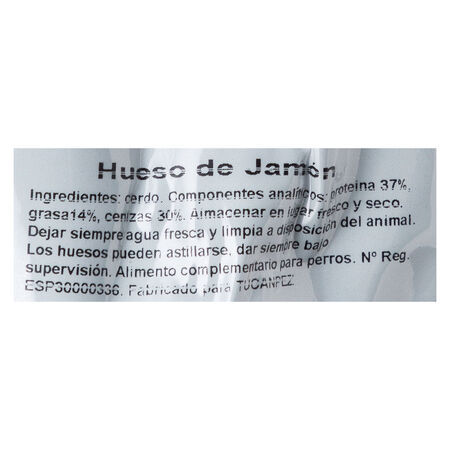 Hueso de Jamón
Ingredientes: cerdo. Componentes analíticos: proteina 37%,
grasa14%, cenizas 30%. Almacenar en lugar fresco y seco.
Dejar siempre agua fresca y limpia a disposición del animal.
Los huesos pueden astillarse, dar siempre bajo
supervisión. Alimento complementario para perros. Nº Reg.
ESP30000336. Fabricado para TUCANPEZ.